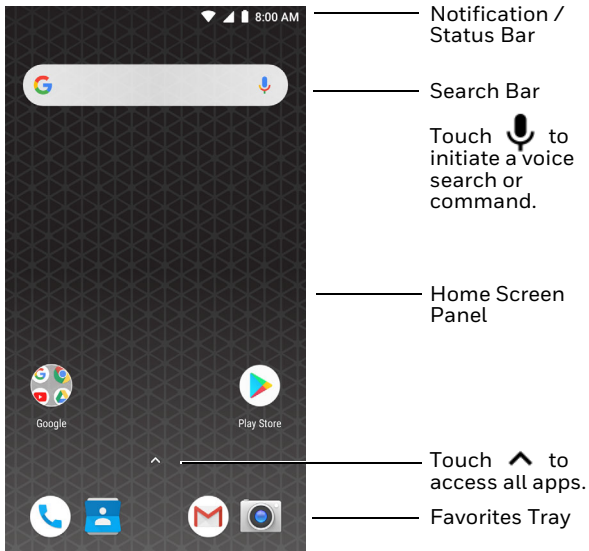 8:00 AM
Notification /
Status Bar
G
Search Bar
Touch to
initiate a voice
search or
command.
Home Screen
Panel
G
Google
Play Store
Touch to
access all apps.
Favorites Tray